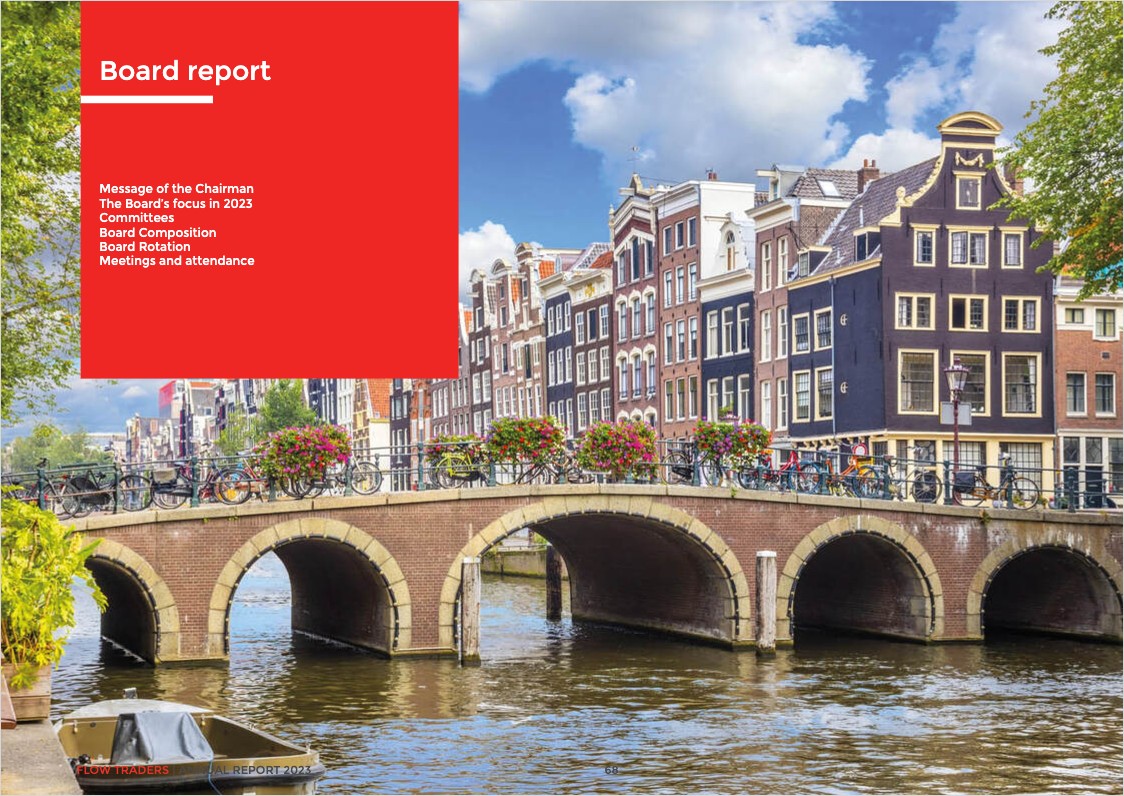 Board report
Message of the Chairman
The Board's focus in 2023
Committees
Board Composition
Board Rotation
Meetings and attendance
FLOW TRADERS ANNUAL REPORT 2023
68